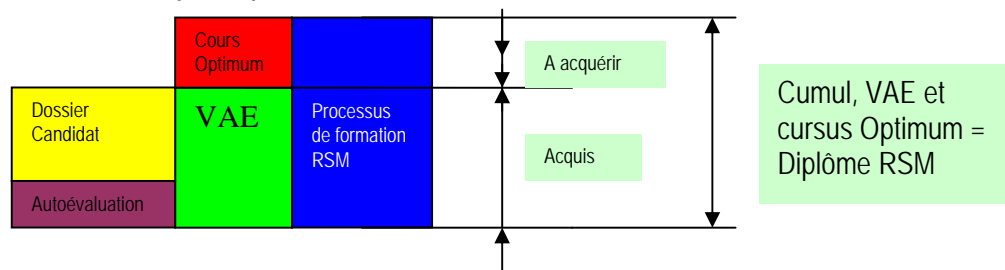 Cours
Optimum
A acquérir
Dossier
Candidat
VAE
Processus
de formation
RSM
Acquis
Autoévaluation
Cumul, VAE et
cursus Optimum =
Diplôme RSM